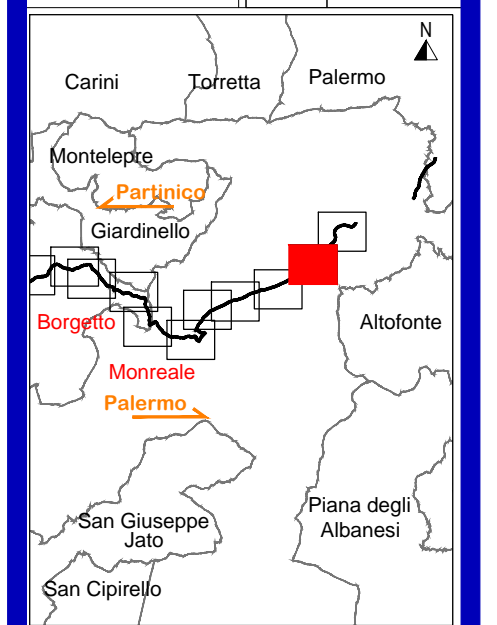 N
Carini
Torretta
Palermo
Montelepre
Partinico
Giardinello
Borgetto
Altofonte
Monreale
Palermo
San Giuseppe
Jato
Piana degli
Albanesi
San Cipirello